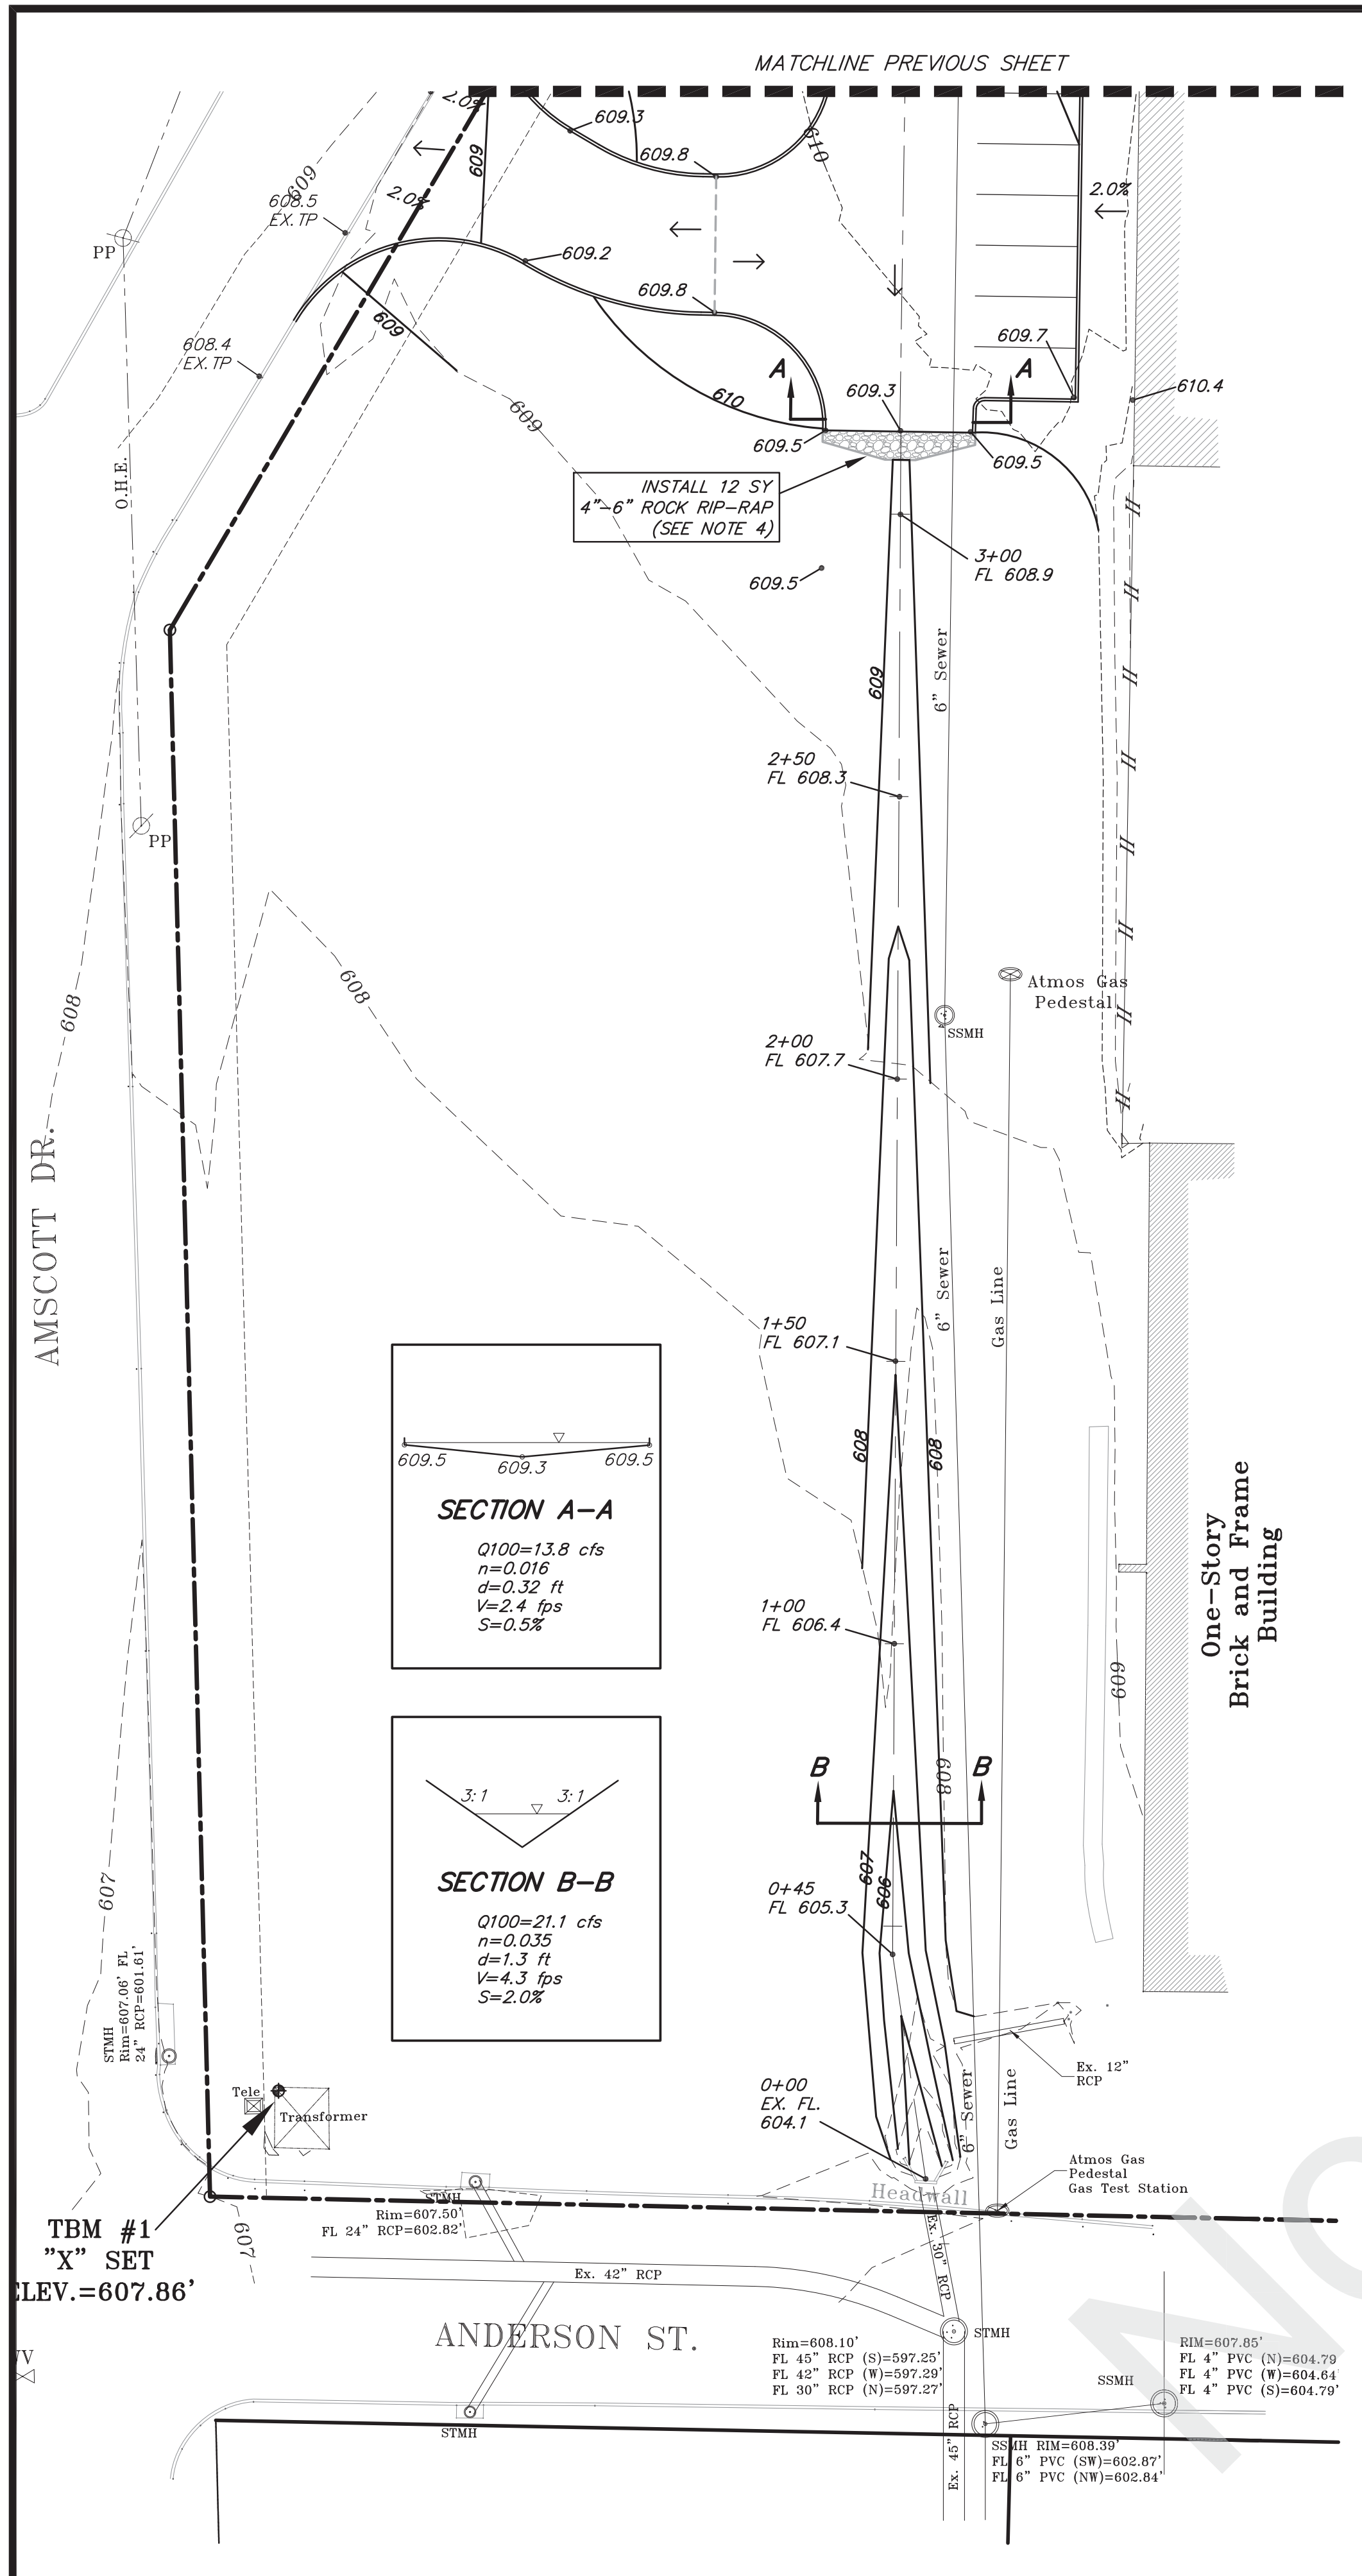 MATCHLINE PREVIOUS SHEET
2.0%
609.3
609
609.8
610
609
608.5
EX.TP
2.0%
2.0%
PP
609.2
609.8
609
608.4
EX.TP
609.7
A
A
610
609.3
610.4
609
609.5
609.5
O.H.E.
INSTALL 12 SY
4"-6" ROCK RIP-RAP
(SEE NOTE 4)
3+00
FL 608.9
609.5
609
6" Sewer
2+50
FL 608.3
PP
608
608
Atmos Gas
Pedestal
SSMH
2+00
FL 607.7
AMSCOTT DR.
6" Sewer
Gas Line
1+50
FL 607.1
609.5
609.3
609.5
SECTION A-A
Q100=13.8 cfs
n=0.016
d=0.32 ft
V=2.4 fps
S=0.5%
608
608
One-Story
Brick and Frame
Building
1+00
FL 606.4
609
3:1
3:1
SECTION B-B
Q100=21.1 cfs
n=0.035
d=1.3 ft
V=4.3 fps
S=2.0%
B
B
608
607
606
607
0+45
FL 605.3
STMH
Rim=607.06' FL
24" RCP=601.61'
Ex. 12"
RCP
0+00
EX. FL.
604.1
6" Sewer
Gas Line
Tele
Transformer
Atmos Gas
Pedestal
Gas Test Station
Headwall
STMH
Rim=607.50'
FL 24" RCP=602.82'
607
TBM #1
"X" SET
ELEV.=607.86'
Ex. 42" RCP
Ex. 30" RCP
ANDERSON ST.
STMH
Rim=608.10'
FL 45" RCP (S)=597.25'
FL 42" RCP (W)=597.29'
FL 30" RCP (N)=597.27'
RIM=607.85'
FL 4" PVC (N)=604.79
FL 4" PVC (W)=604.64'
FL 4" PVC (S)=604.79'
SSMH
STMH
Ex. 45" RCP
SSMH RIM=608.39'
FL 6" PVC (SW)=602.87'
FL 6" PVC (NW)=602.84'
NO